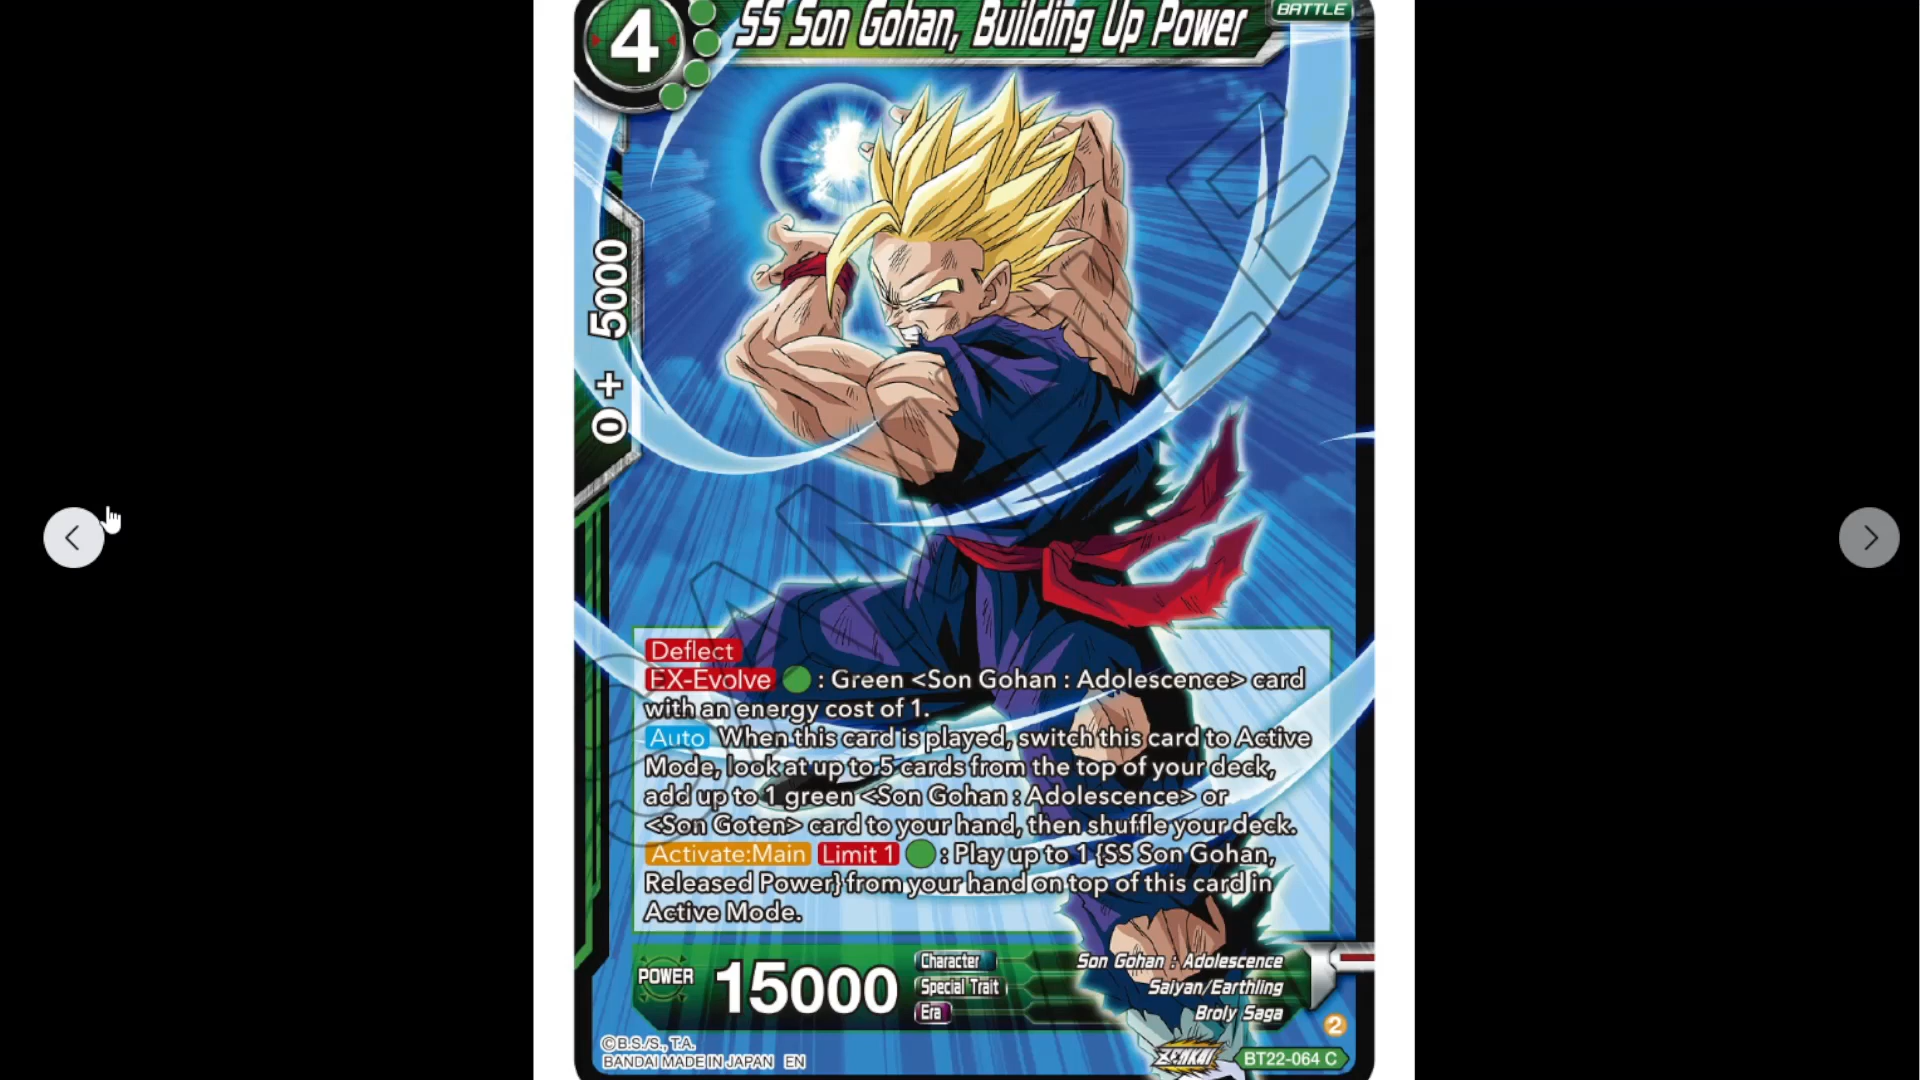 4
SS Son Gohan, Building Up Power
BATTLE
0+ 5000
SAMPLE
Deflect
EX-Evolve : Green <Son Gohan : Adolescence> card
with an energy cost of 1.
Auto When this card is played, switch this card to Active
Mode, look at up to 5 cards from the top of your deck,
add up to 1 green <Son Gohan : Adolescence> or
<Son Goten> card to your hand, then shuffle your deck.
Activate:Main Limit 1 : Play up to 1 {SS Son Gohan,
Released Power} from your hand on top of this card in
Active Mode.
POWER 15000
Character Son Gohan : Adolescence
Special Trait Saiyan/Earthling
Era Broly Saga
2
©B.S./S., T.A.
BANDAI MADE IN JAPAN EN
ZENKAI
BT22-064 C